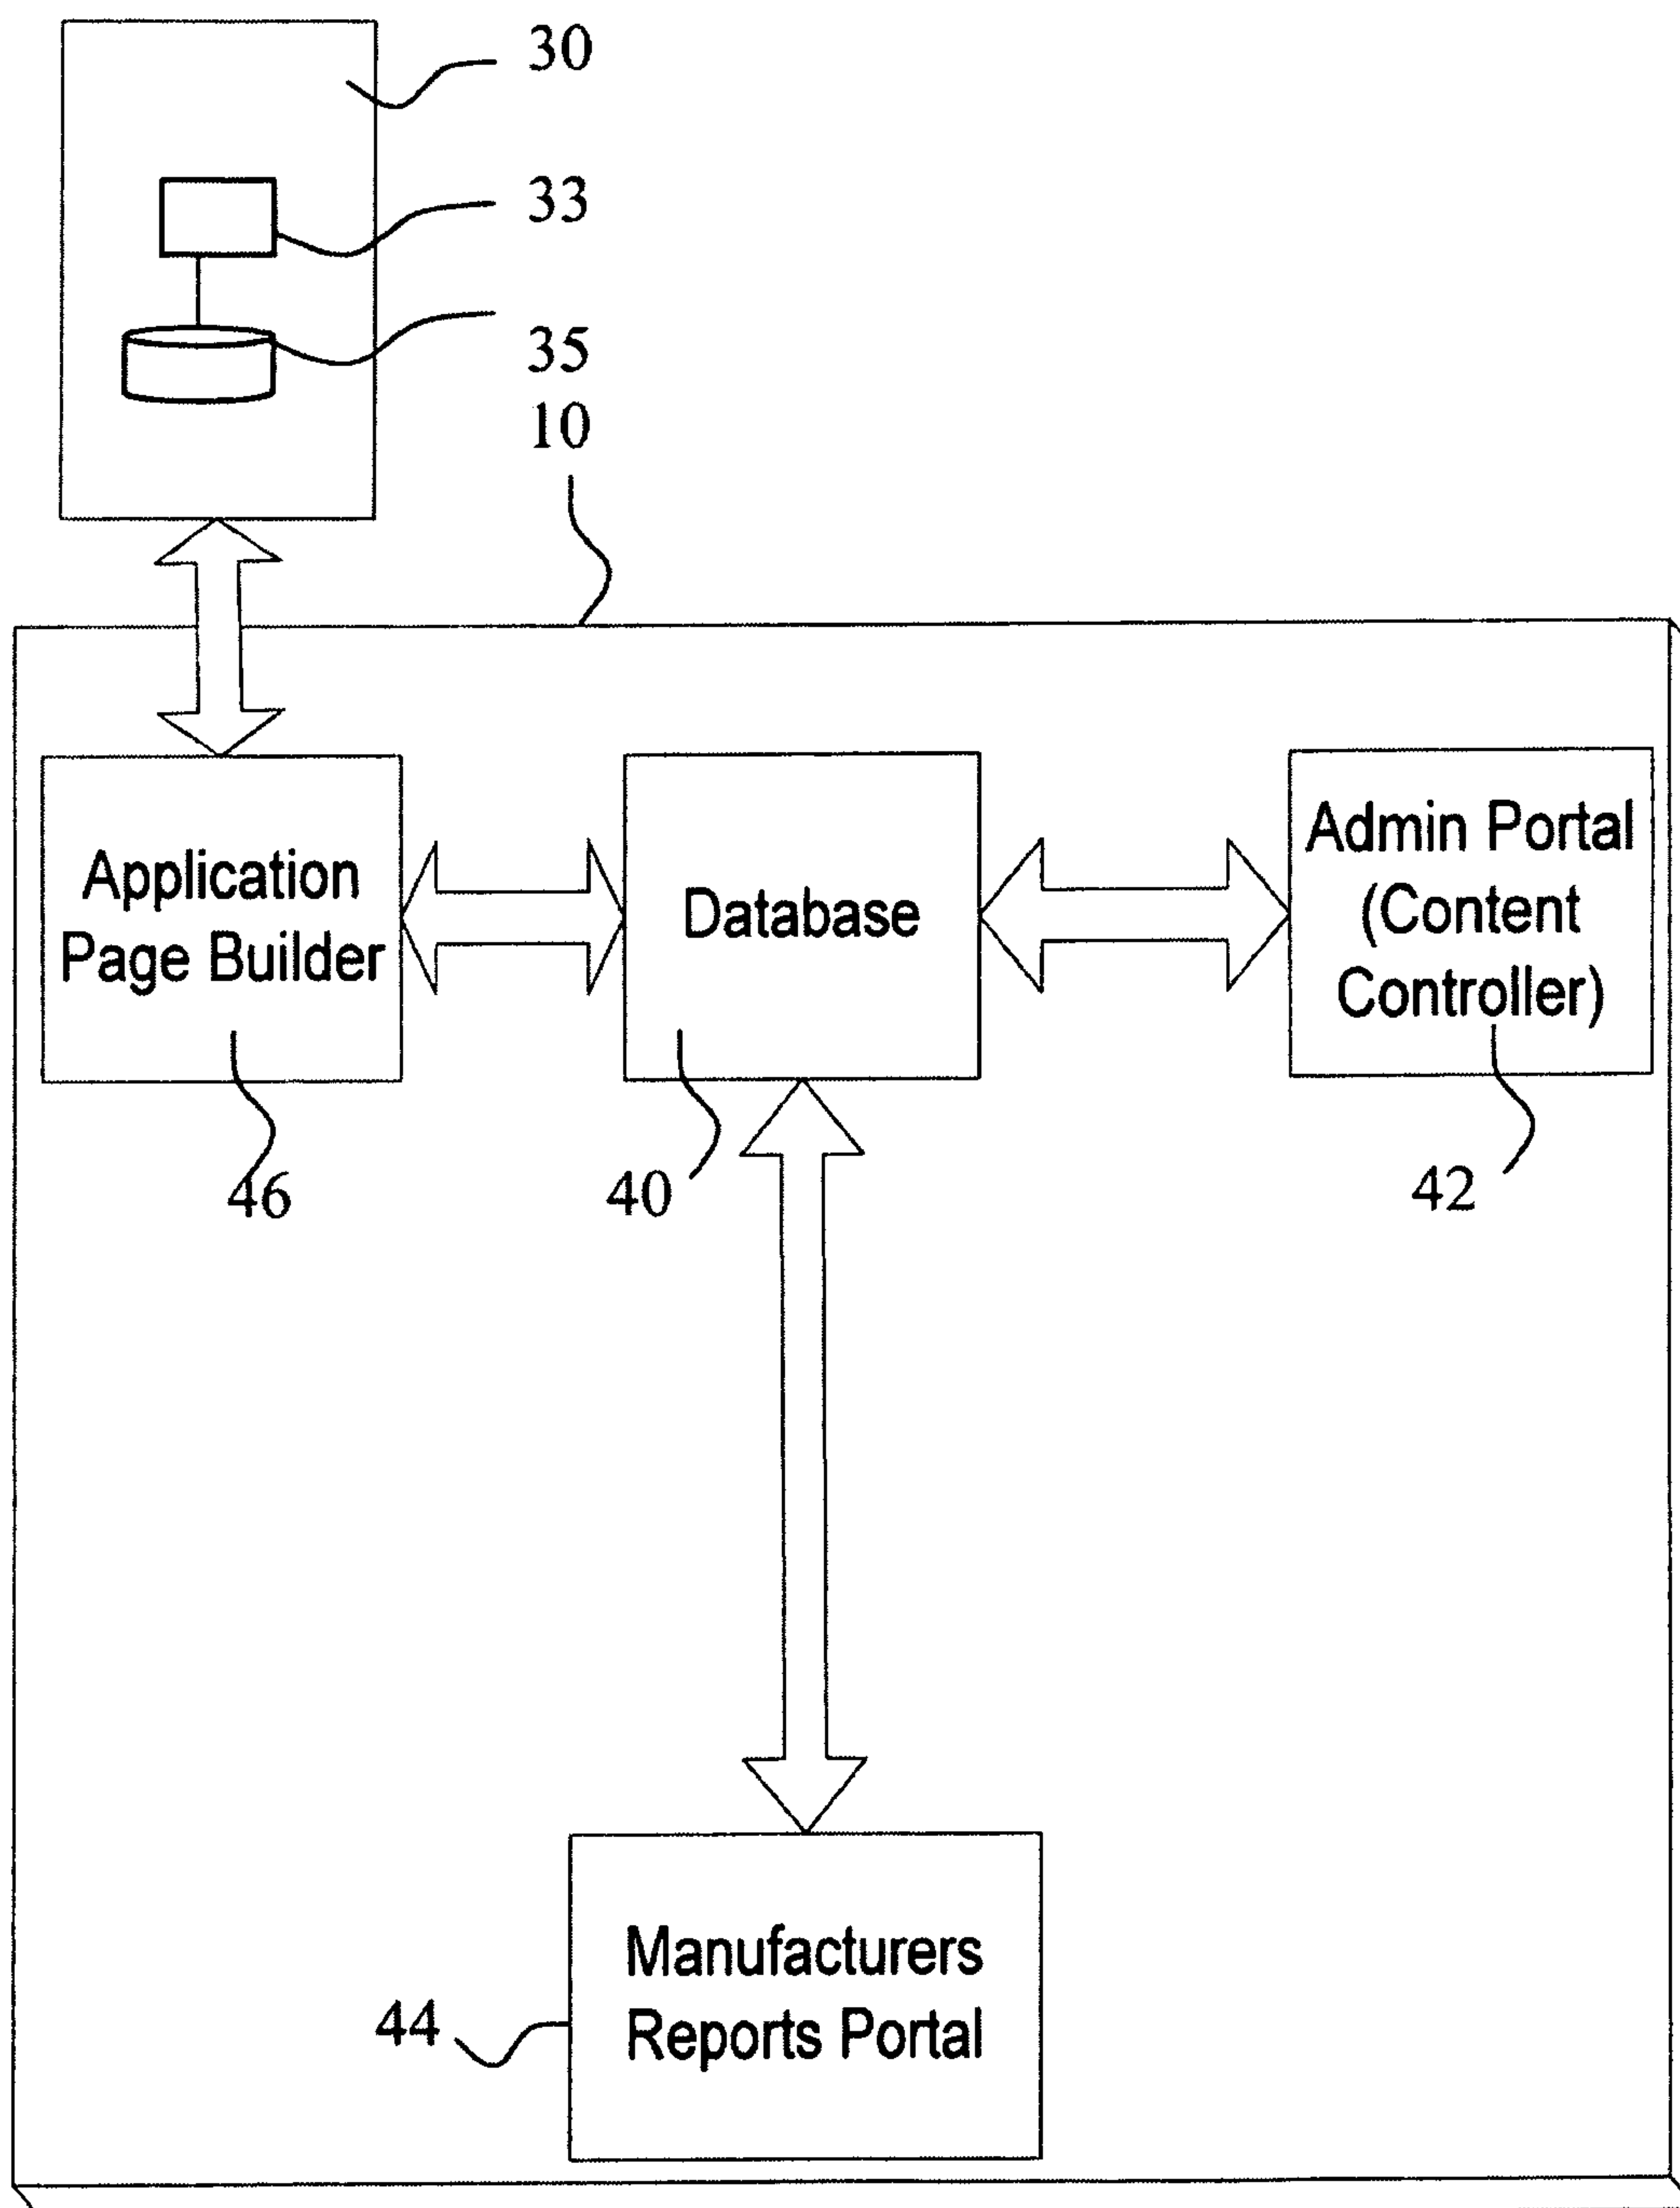 30
33
35
10
Application
Page Builder
46
Database
40
Admin Portal
(Content
Controller)
42
Manufacturers
Reports Portal
44